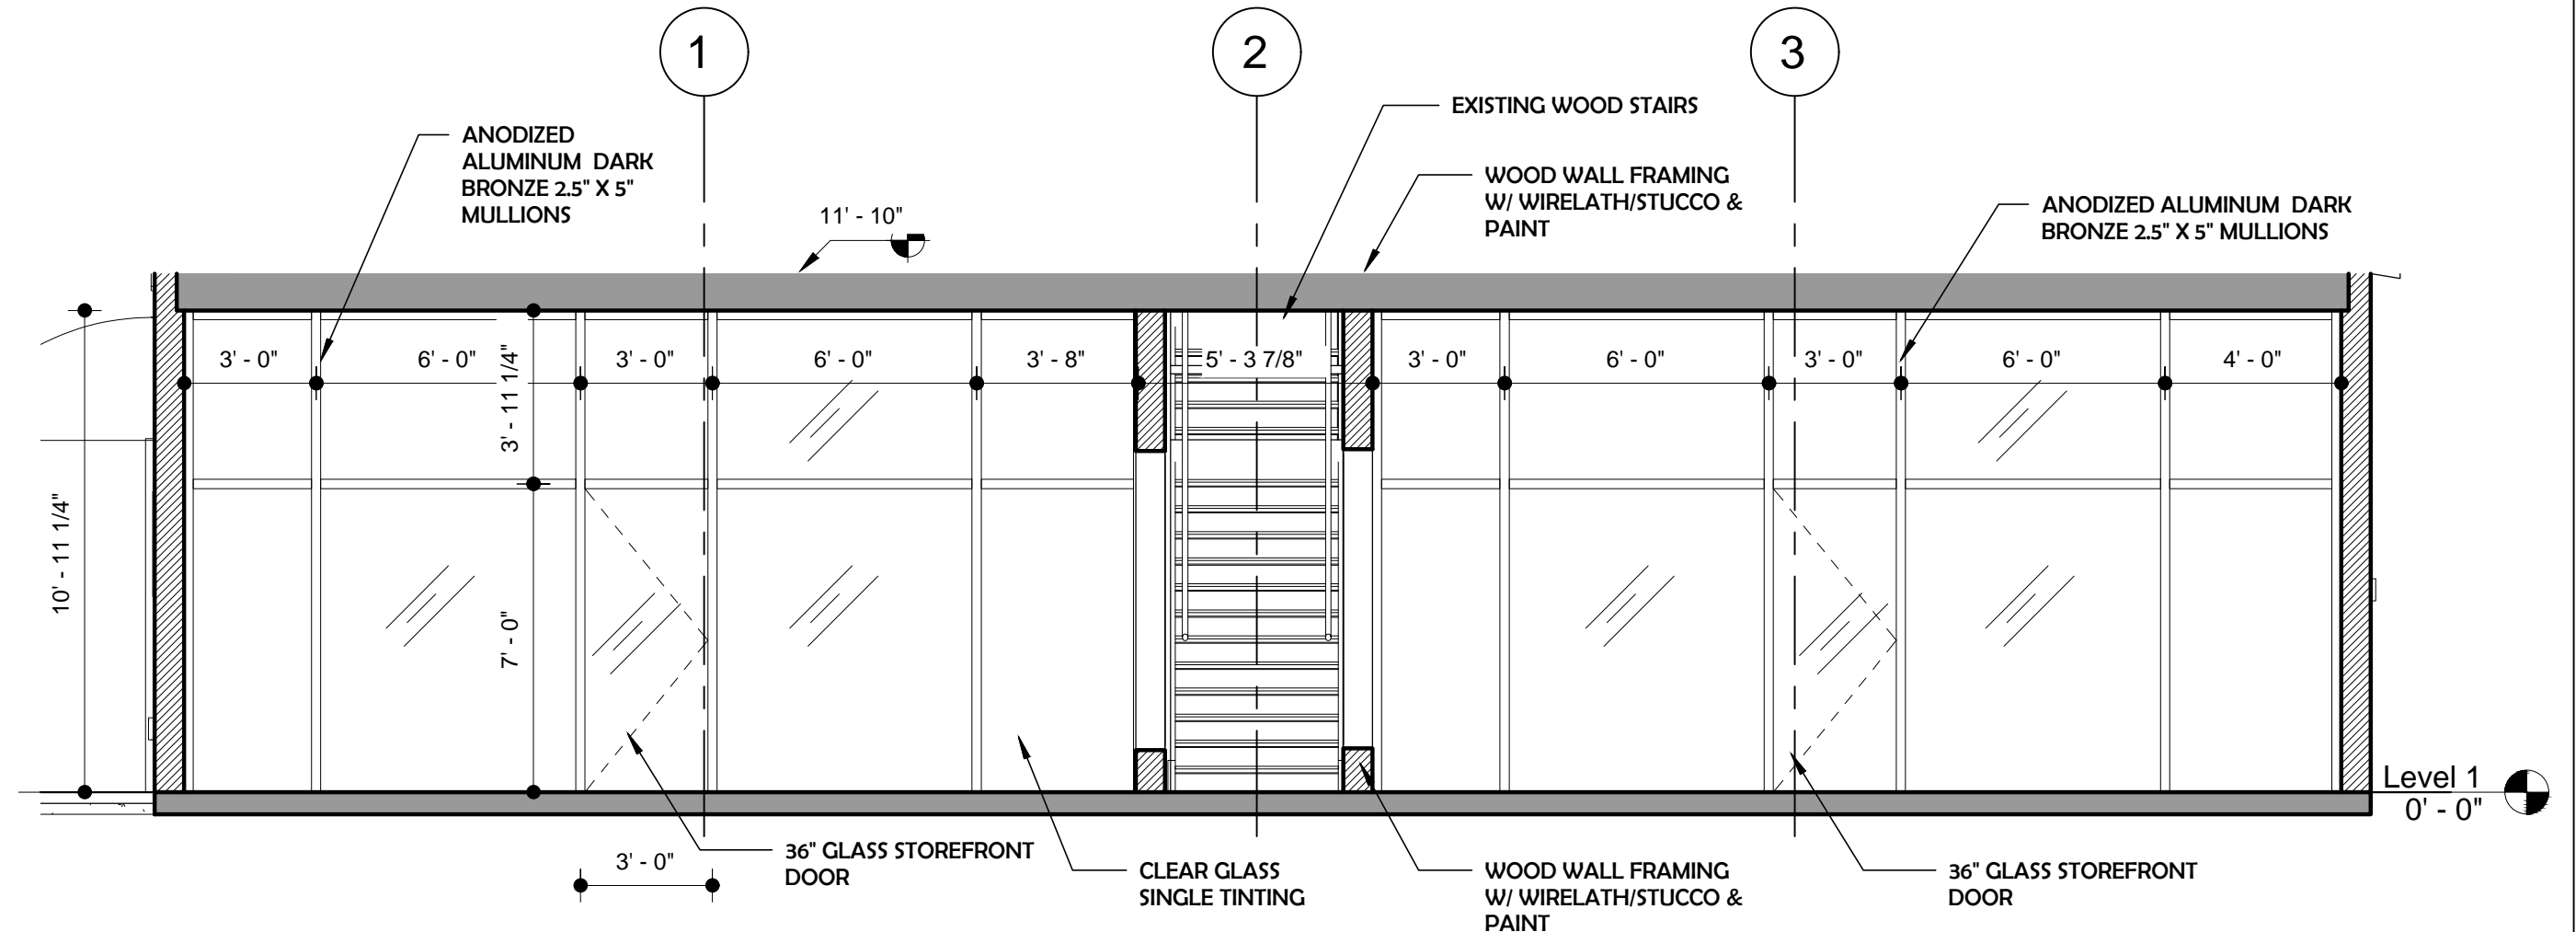 1
2
3
EXISTING WOOD STAIRS
ANODIZED
ALUMINUM DARK
BRONZE 2.5" X 5"
MULLIONS
WOOD WALL FRAMING
W/ WIRELATH/STUCCO &
PAINT
ANODIZED ALUMINUM DARK
BRONZE 2.5" X 5" MULLIONS
11' - 10"
3' - 0"
6' - 0"
3' - 0"
6' - 0"
3' - 8"
5' - 3 7/8"
3' - 0"
6' - 0"
3' - 0"
6' - 0"
4' - 0"
3' - 11 1/4"
10' - 11 1/4"
7' - 0"
Level 1
0' - 0"
3' - 0"
36" GLASS STOREFRONT
DOOR
CLEAR GLASS
SINGLE TINTING
WOOD WALL FRAMING
W/ WIRELATH/STUCCO &
PAINT
36" GLASS STOREFRONT
DOOR